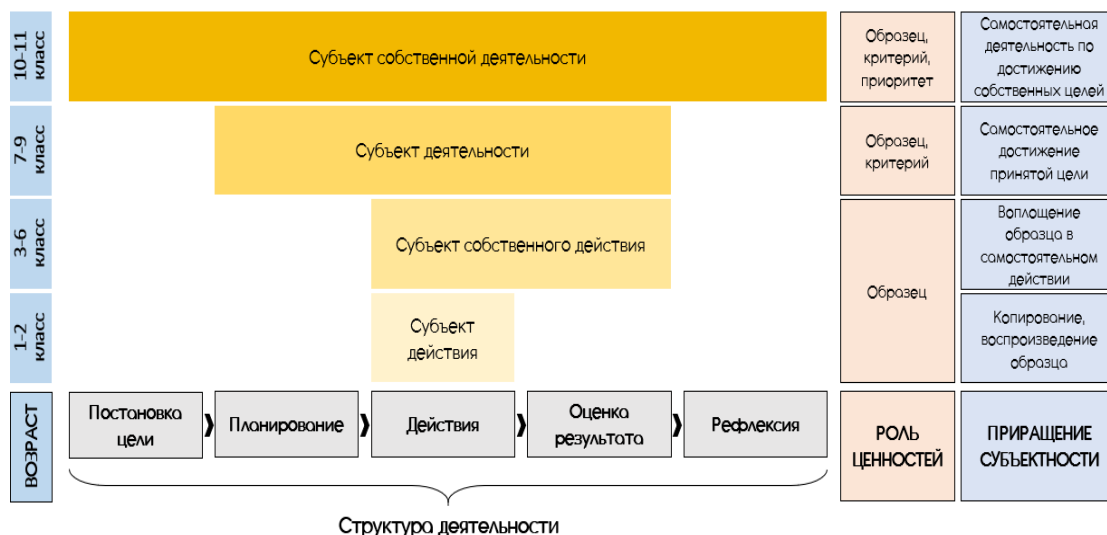 10-11
класс
Субъект собственной деятельности
Образец,
критерий,
приоритет
Самостоятельная
деятельность по
достижению
собственных целей
7-9
класс
Субъект деятельности
Образец,
критерий
Самостоятельное
достижение
принятой цели
3-6
класс
Субъект собственного действия
Образец
Воплощение
образца в
самостоятельном
действии
1-2
класс
Субъект
действия
Копирование,
воспроизведение
образца
ВОЗРАСТ
Постановка
цели
Планирование
Действия
Оценка
результата
Рефлексия
РОЛЬ
ЦЕННОСТЕЙ
ПРИРАЩЕНИЕ
СУБЪЕКТНОСТИ
Структура деятельности